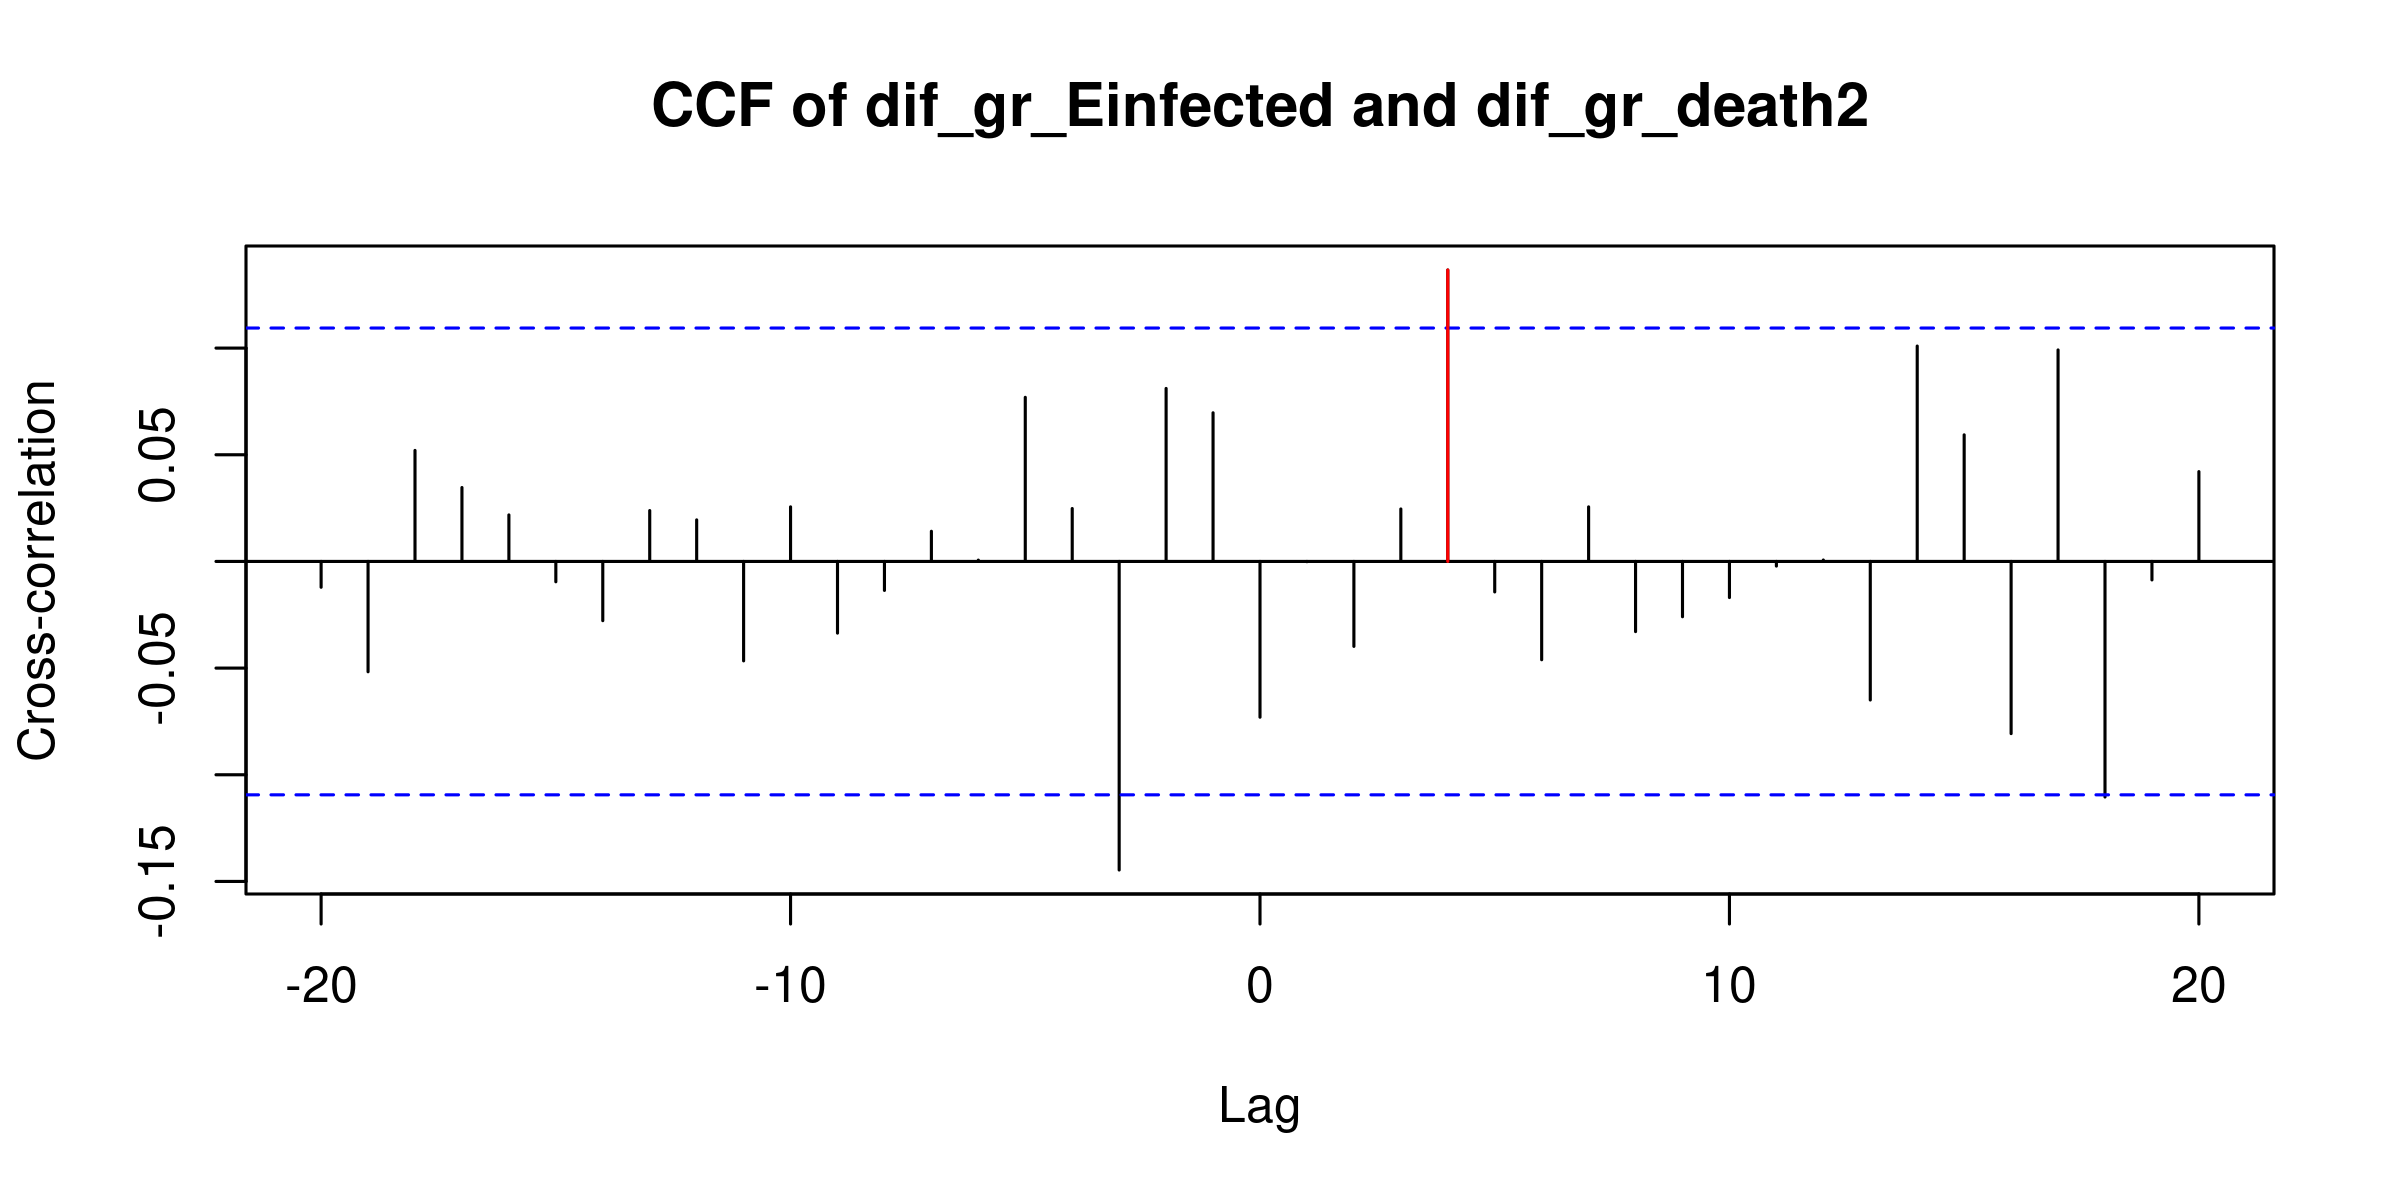 CCF of dif_gr_Einfected and dif_gr_death2
Cross-correlation
0.05
-0.05
-0.15
-20 -10 0 10 20
Lag